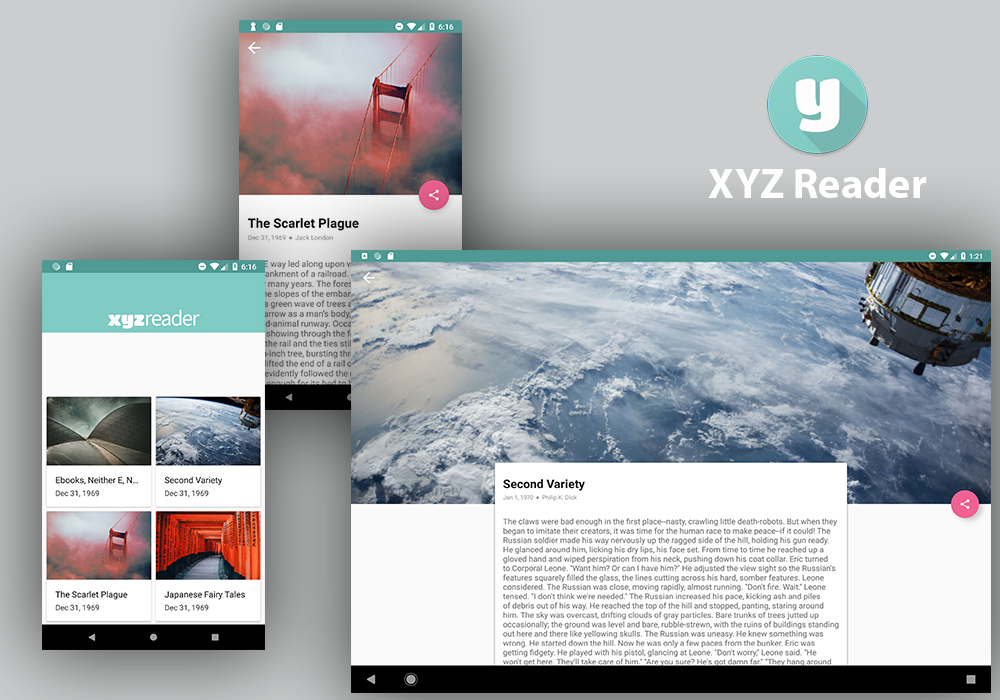 6:16
y
XYZ Reader
The Scarlet Plague
Dec 31, 1969 • Jack London
E way led along upon w
ankment of a railroad.
many years. The fores
he slopes of the embar
a green wave of trees a
arrow as a man's body,
d-animal runway. Occa
showing through the f
the rail and the ties stil
-inch tree, bursting thr
lifted the end of a rail c
evidently followed the
enough for its bed to b
6:16
xyzreader
Ebooks, Neither E, N...
Dec 31, 1969
Second Variety
Dec 31, 1969
The Scarlet Plague
Dec 31, 1969
Japanese Fairy Tales
Dec 31, 1969
1:21
Second Variety
Jan 1, 1970 • Philip K. Dick
The claws were bad enough in the first place--nasty, crawling little death-robots. But when they
began to imitate their creators, it was time for the human race to make peace--if it could! The
Russian soldier made his way nervously up the ragged side of the hill, holding his gun ready.
He glanced around him, licking his dry lips, his face set. From time to time he reached up a
gloved hand and wiped perspiration from his neck, pushing down his coat collar. Eric turned
to Corporal Leone. "Want him? Or can I have him?" He adjusted the view sight so the Russian's
features squarely filled the glass, the lines cutting across his hard, somber features. Leone
considered. The Russian was close, moving rapidly, almost running. "Don't fire. Wait." Leone
tensed. "I don't think we're needed." The Russian increased his pace, kicking ash and piles
of debris out of his way. He reached the top of the hill and stopped, panting, staring around
him. The sky was overcast, drifting clouds of gray particles. Bare trunks of trees jutted up
occasionally; the ground was level and bare, rubble-strewn, with the ruins of buildings standing
out here and there like yellowing skulls. The Russian was uneasy. He knew something was
wrong. He started down the hill. Now he was only a few paces from the bunker. Eric was
getting fidgety. He played with his pistol, glancing at Leone. "Don't worry," Leone said. "He
won't get here. They'll take care of him." "Are you sure? He's got damn far." "They hang around